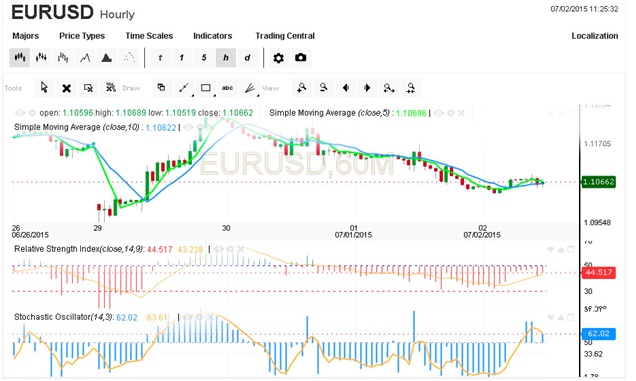 EURUSD Hourly
07/02/2015 11:25:32
Majors Price Types Time Scales Indicators Trading Central Localization
t 1 5 h d
Tools Draw abc View
open: 1.10596 high: 1.10689 low: 1.10519 close: 1.10662 Simple Moving Average (close,5) : 1.10686 |
Simple Moving Average (close,10) : 1.10622 |
EURUSD,60M
1.11705
1.10662
1.09548
26 29 30 01 02
06/26/2015 07/01/2015 07/02/2015
Relative Strength Index(close,14,9) : 44.517 43.226 |
70
50
44.517
30
Stochastic Oscillator(14,3): 62.02 63.61
62.02
50
33.62
1.78